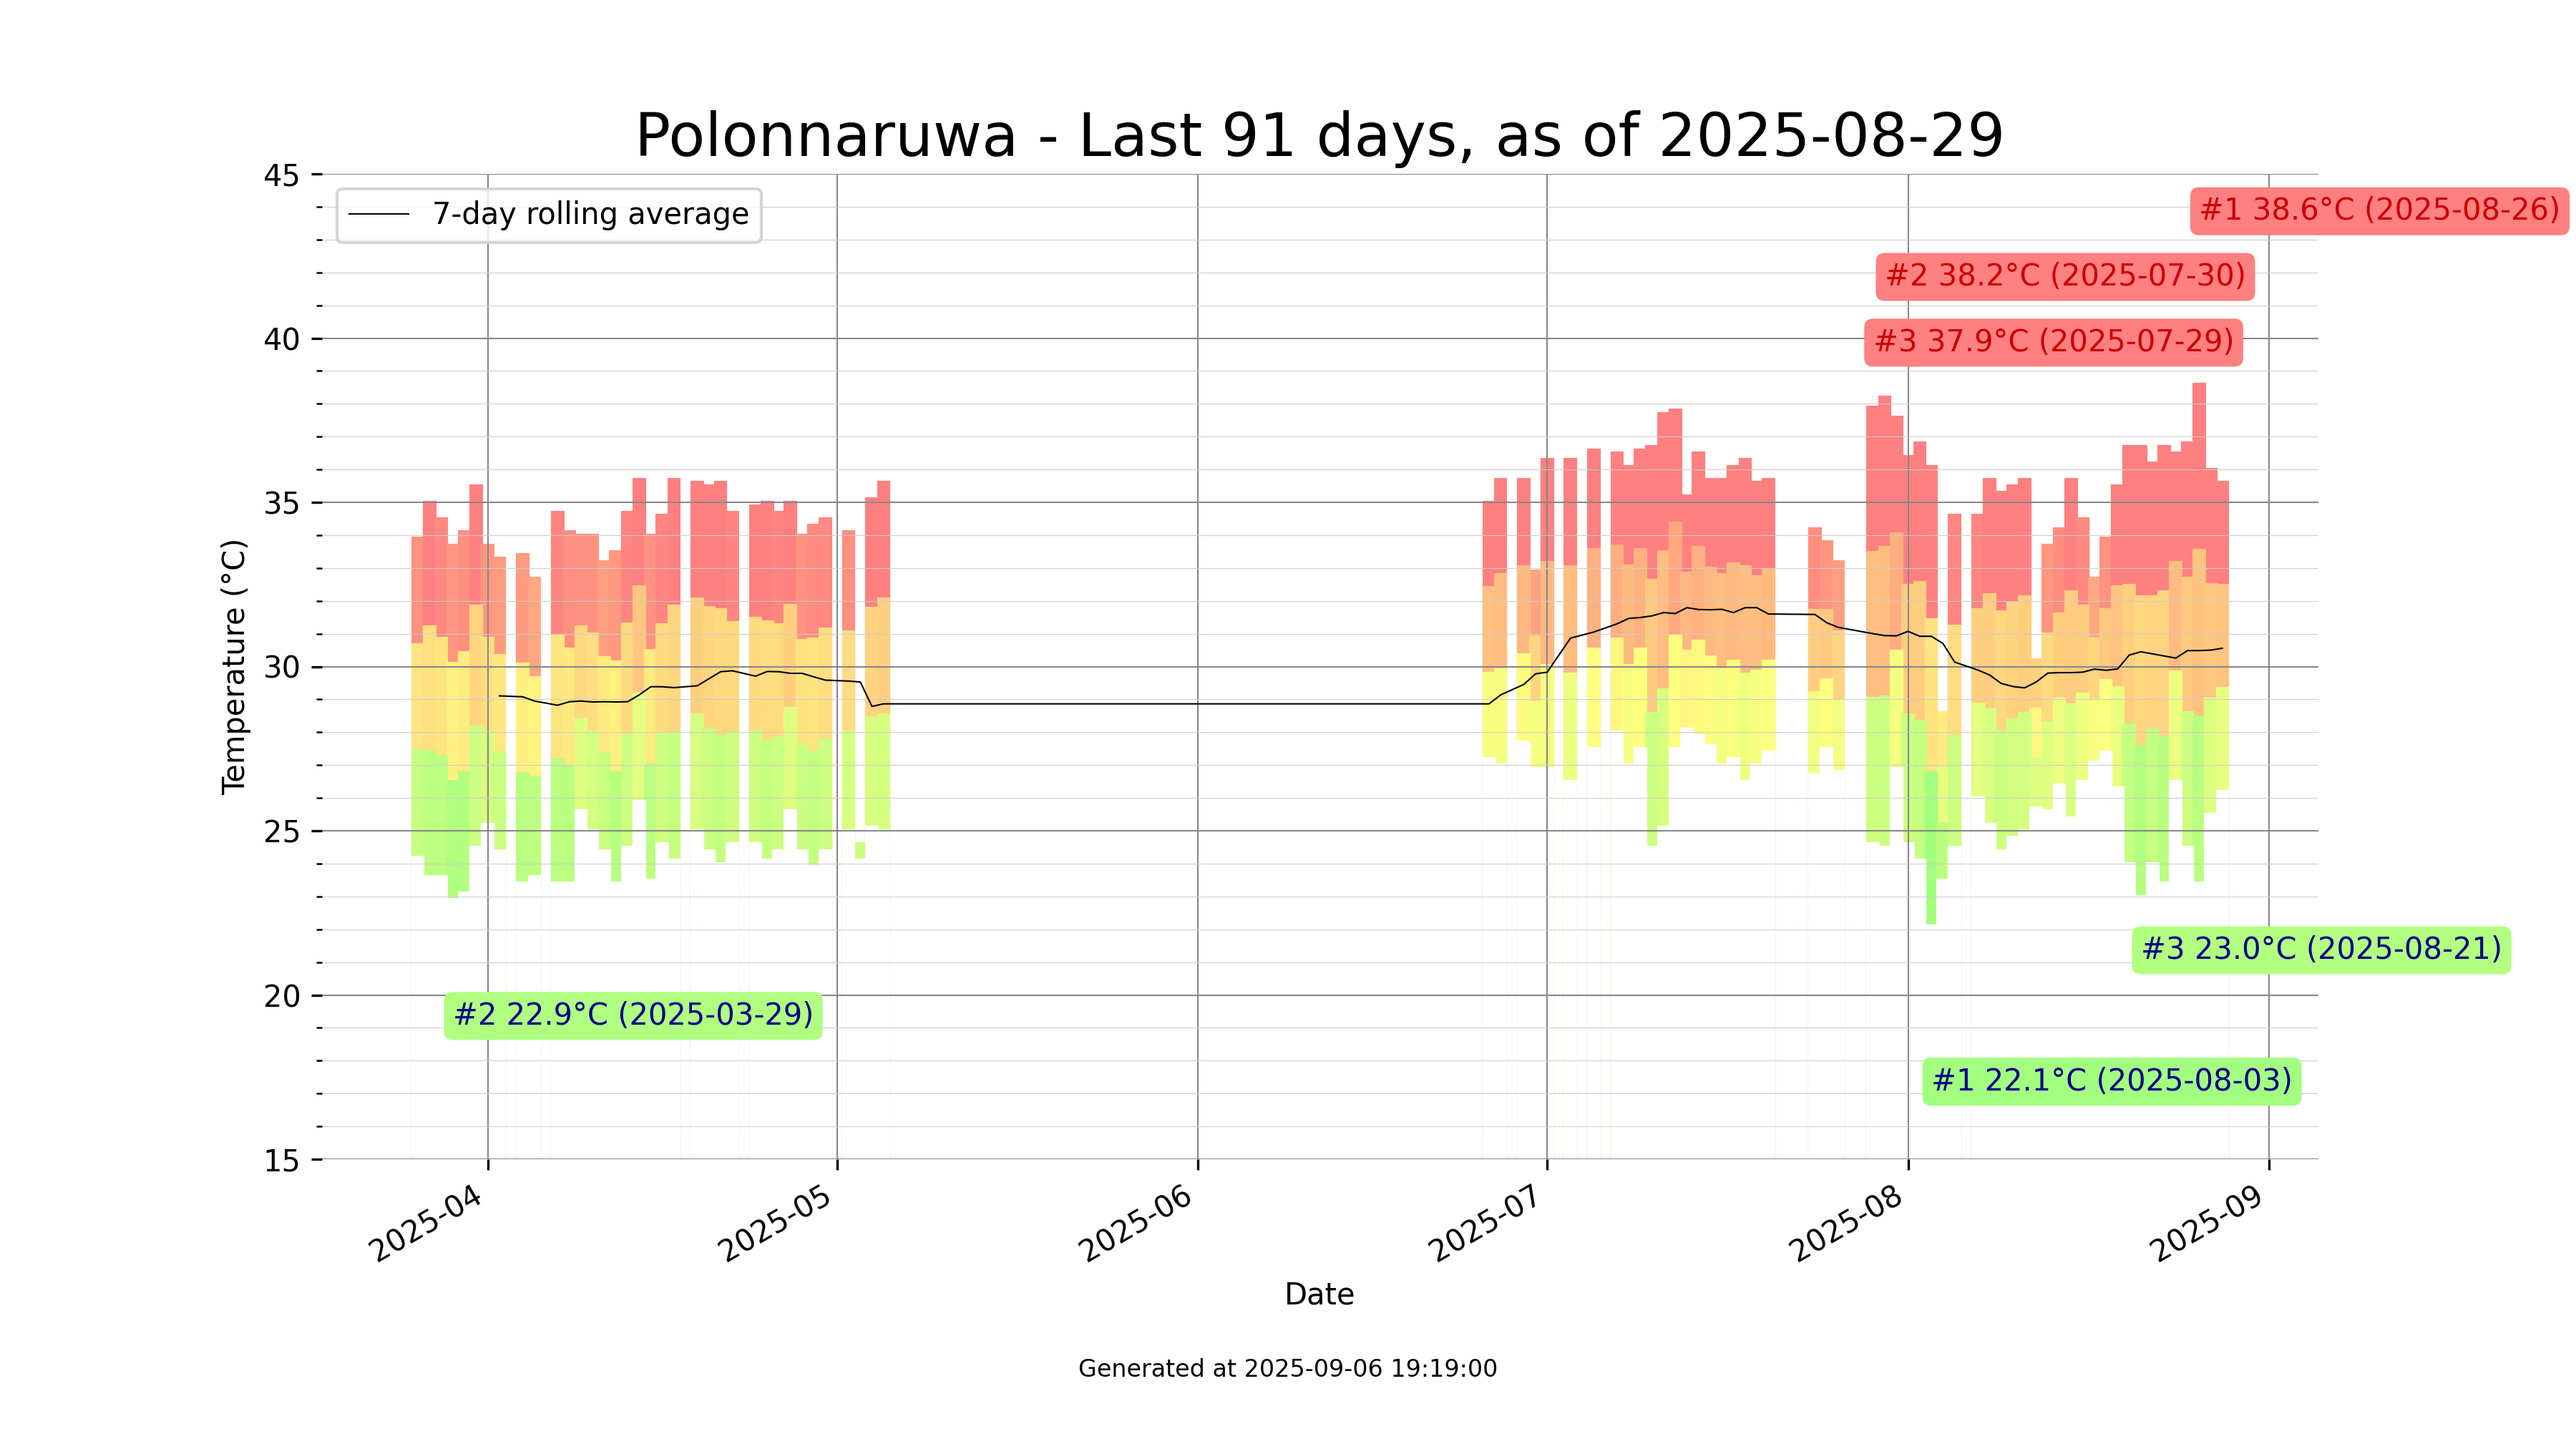 Polonnaruwa - Last 91 days, as of 2025-08-29
7-day rolling average
#1 38.6°C (2025-08-26)
#2 38.2°C (2025-07-30)
#3 37.9°C (2025-07-29)
#3 23.0°C (2025-08-21)
#2 22.9°C (2025-03-29)
#1 22.1°C (2025-08-03)
45
40
35
30
25
20
15
Temperature (°C)
2025-04
2025-05
2025-06
2025-07
2025-08
2025-09
Date
Generated at 2025-09-06 19:19:00